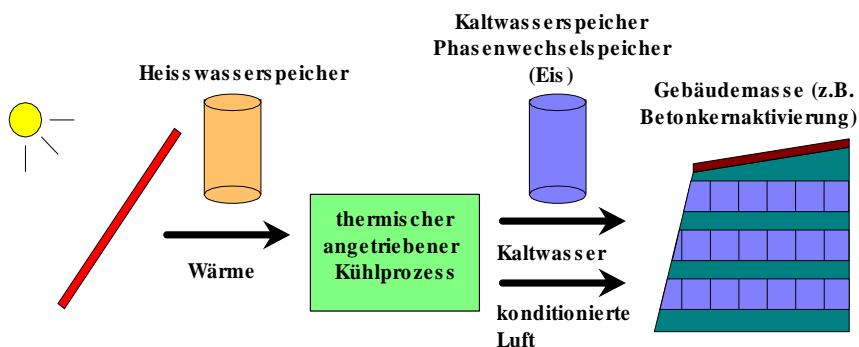 Heisswasserspeicher
Kaltwasserspeicher
Phasenwechselspeicher
(Eis)
Gebäudemasse (z.B.
Betonkernaktivierung)
Wärme
thermischer
angetriebener
Kühlprozess
Kaltwasser
konditionierte
Luft